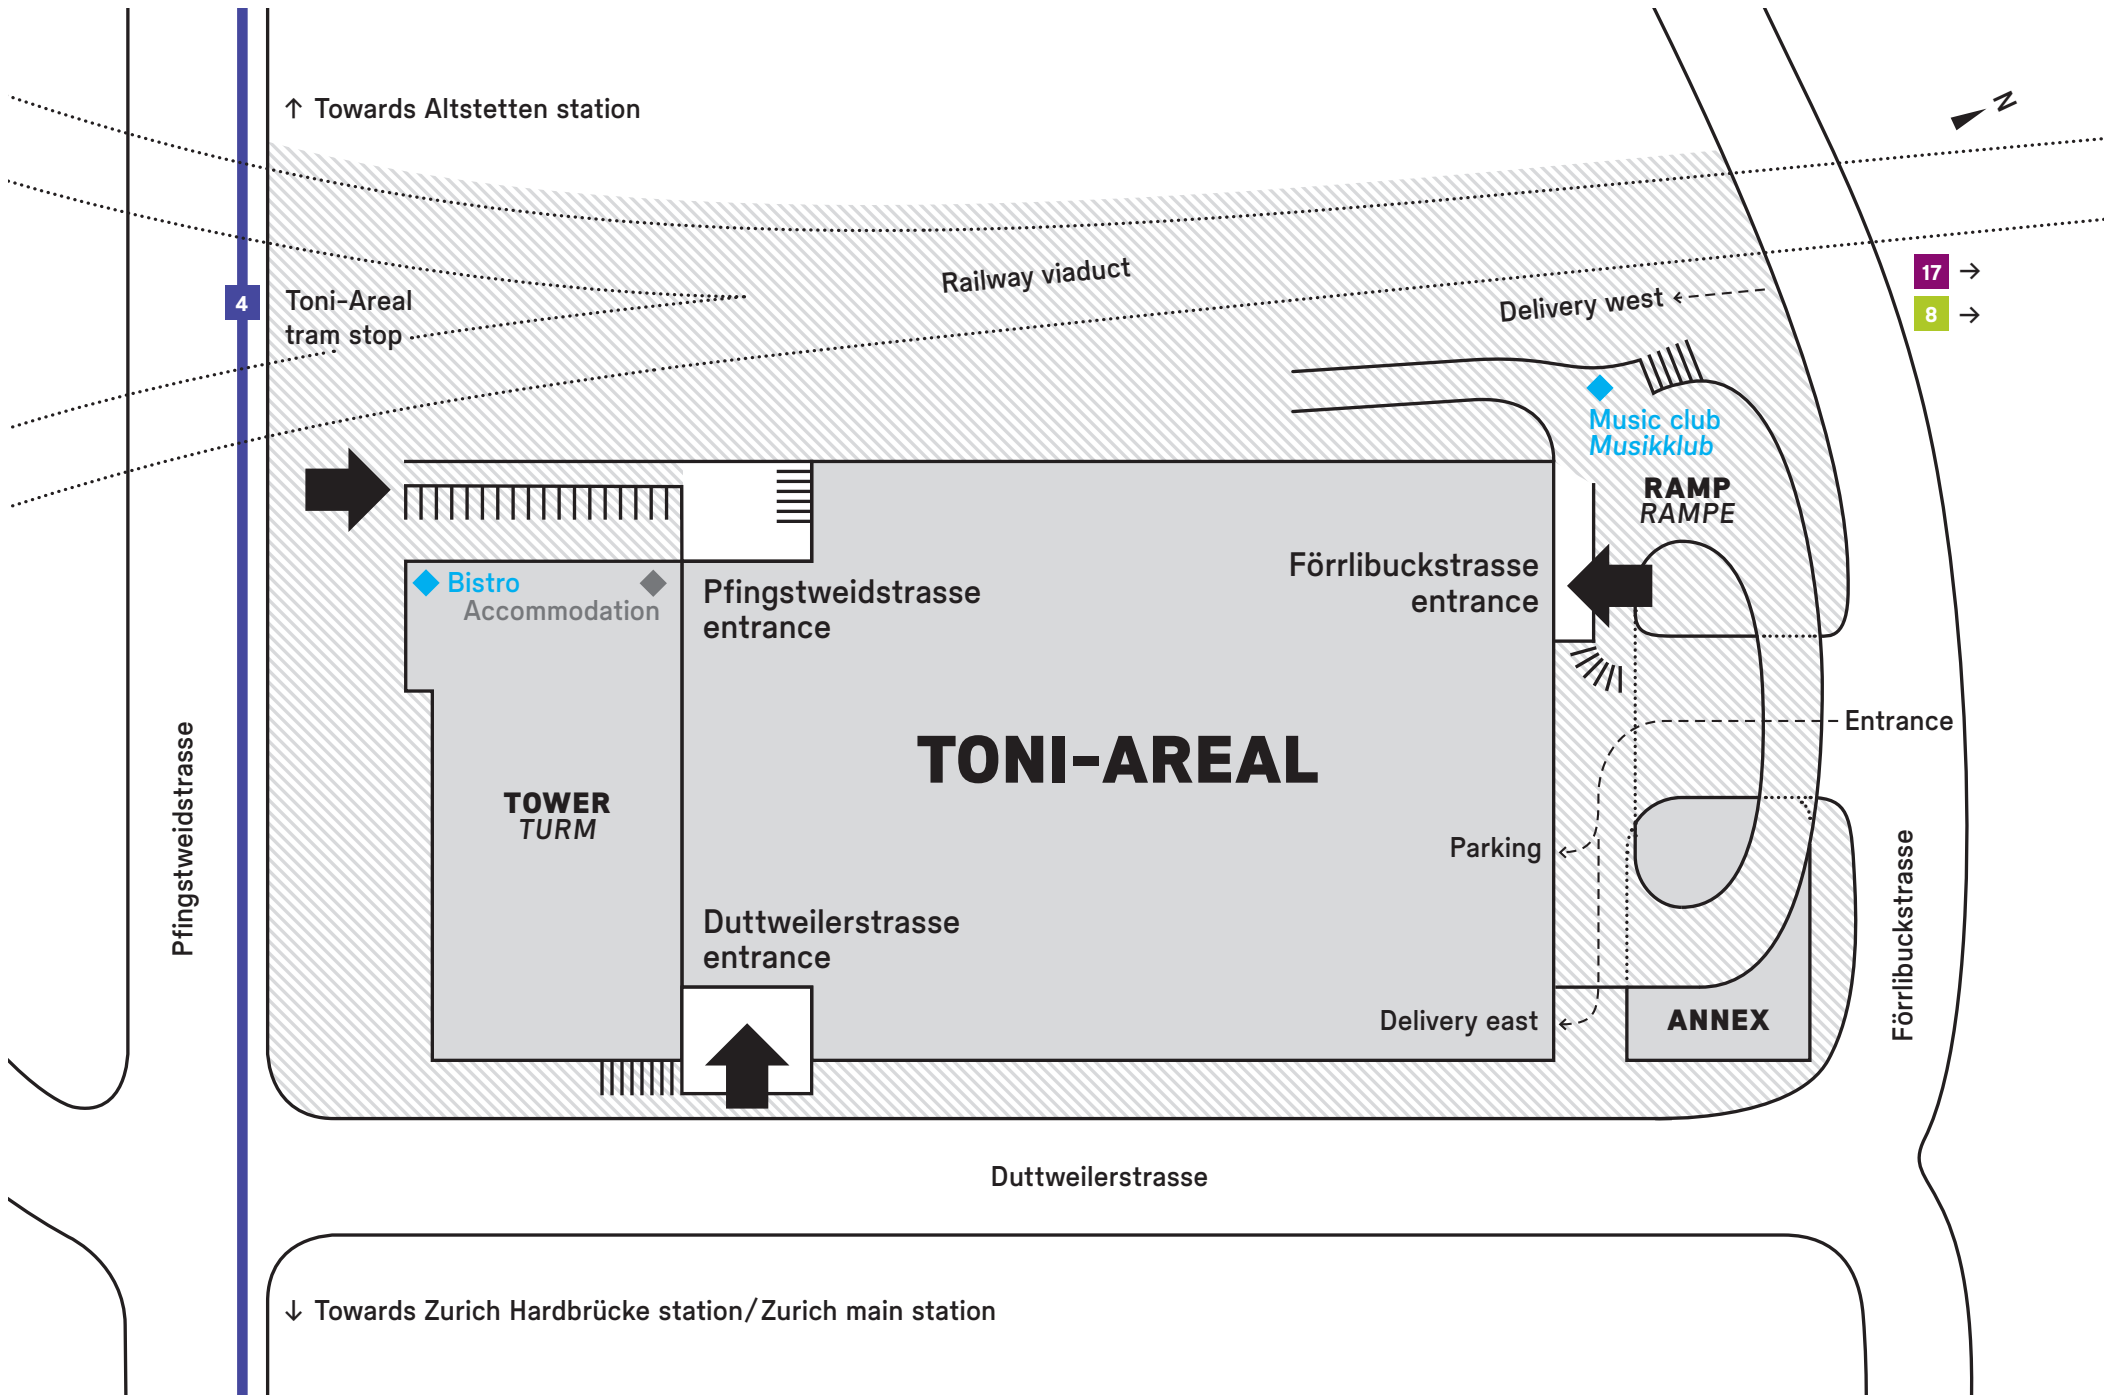 ↑ Towards Altstetten station
N
Railway viaduct
17 →
8 →
4
Toni-Areal
tram stop
Delivery west
Music club
Musikklub
RAMP
RAMPE
Bistro
Accommodation
Pfingstweidstrasse
entrance
Förrlibuckstrasse
entrance
Entrance
TONI-AREAL
TOWER
TURM
Pfingstweidstrasse
Parking
Förrlibuckstrasse
Duttweilerstrasse
entrance
Delivery east
ANNEX
Duttweilerstrasse
↓ Towards Zurich Hardbrücke station/Zurich main station